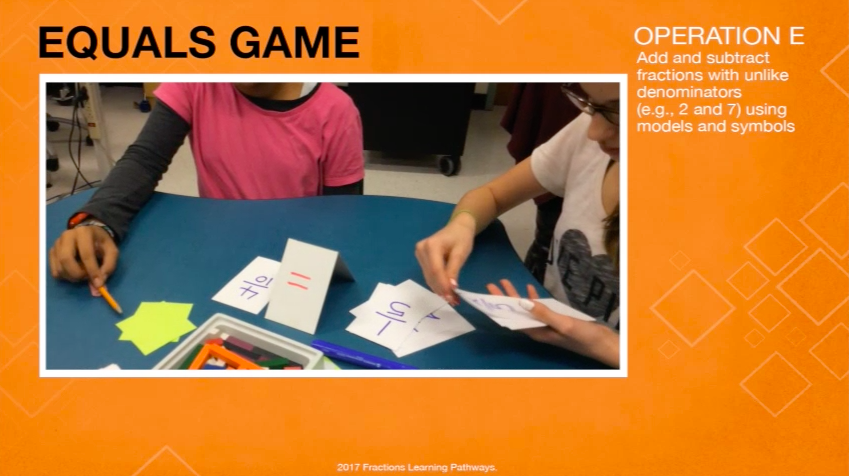 EQUALS GAME
OPERATION E
Add and subtract
fractions with unlike
denominators
(e.g., 2 and 7) using
models and symbols
=
2017 Fractions Learning Pathways.